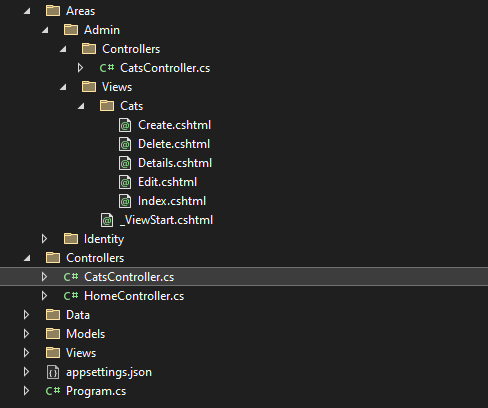 Areas
Admin
Controllers
C# CatsController.cs
Views
Cats
@ Create.cshtml
@ Delete.cshtml
@ Details.cshtml
@ Edit.cshtml
@ Index.cshtml
@ _ViewStart.cshtml
Identity
Controllers
C# CatsController.cs
C# HomeController.cs
Data
Models
Views
appsettings.json
C# Program.cs